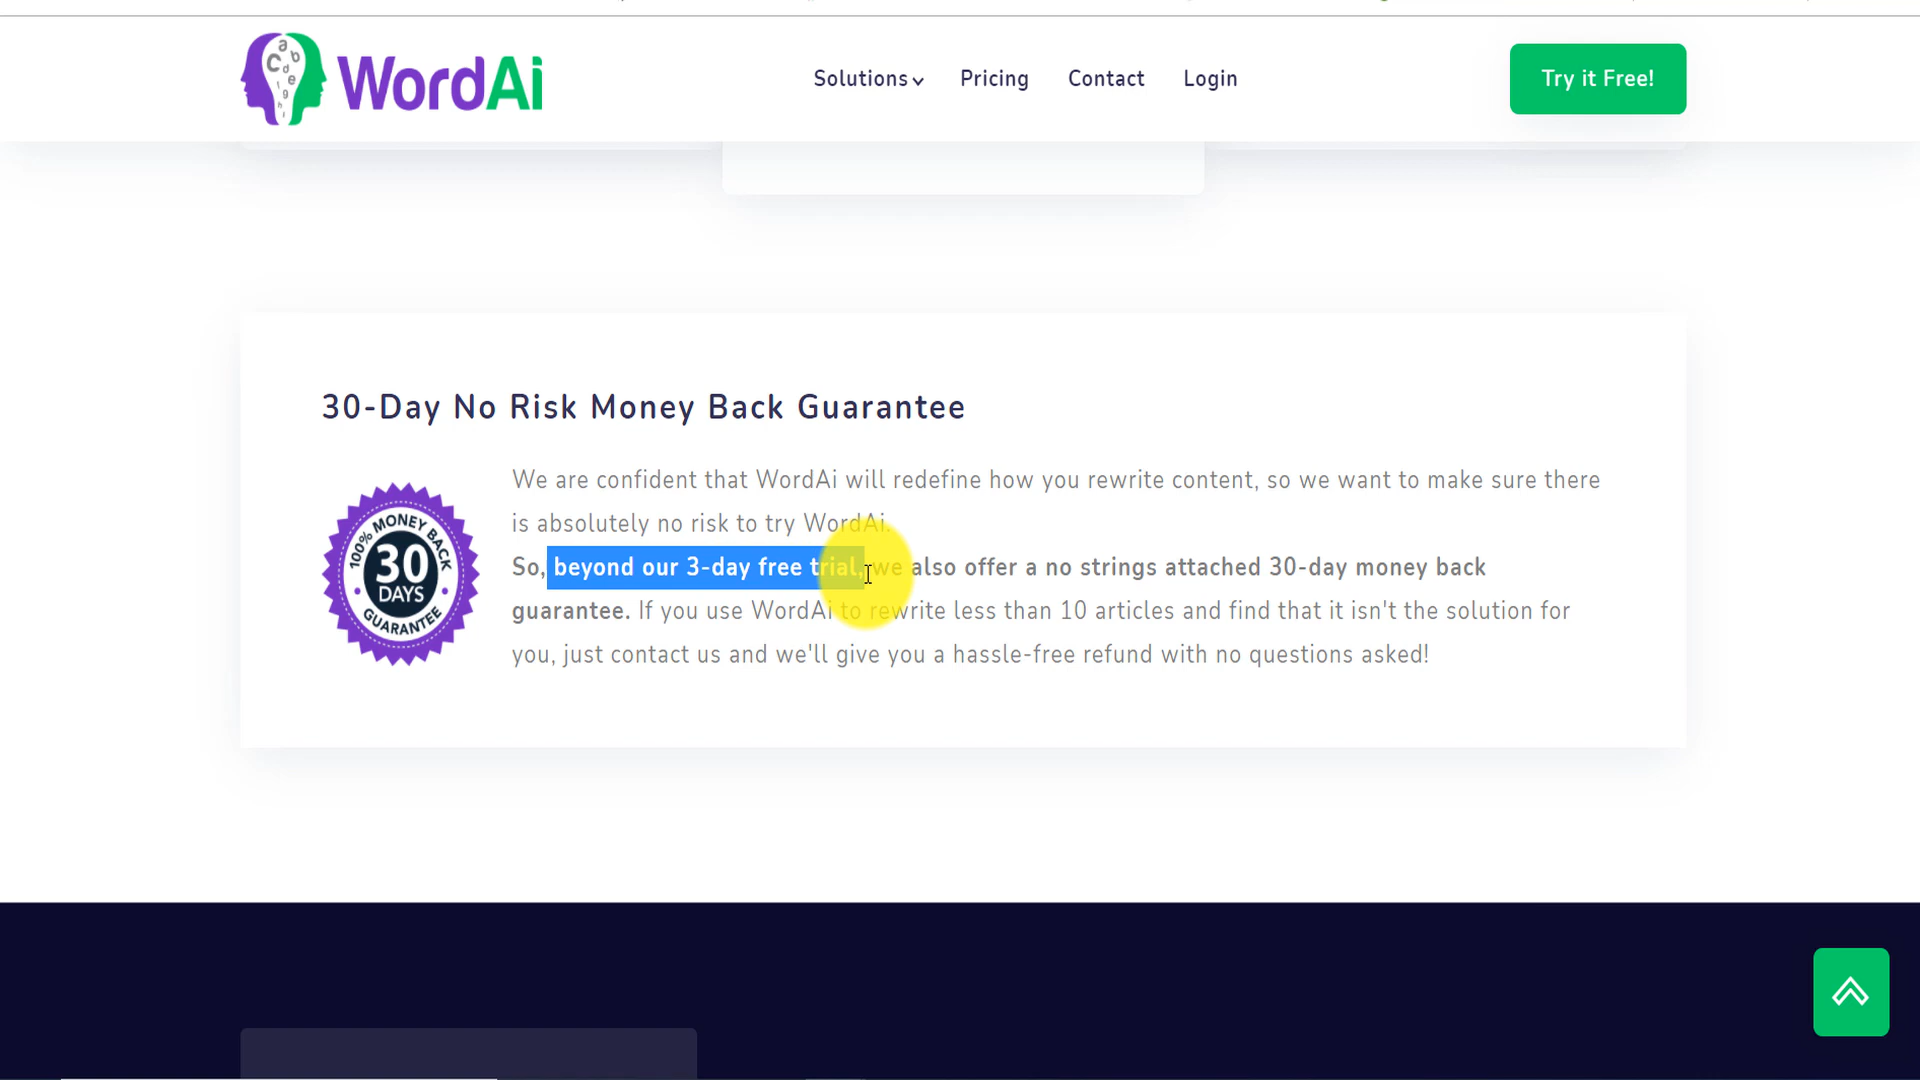 WordAi
Solutions Pricing Contact Login
Try it Free!
30-Day No Risk Money Back Guarantee
We are confident that WordAi will redefine how you rewrite content, so we want to make sure there
is absolutely no risk to try WordAi.
So, beyond our 3-day free trial, we also offer a no strings attached 30-day money back
guarantee. If you use WordAi to rewrite less than 10 articles and find that it isn't the solution for
you, just contact us and we'll give you a hassle-free refund with no questions asked!
100% MONEY BACK
30
DAYS
GUARANTEE